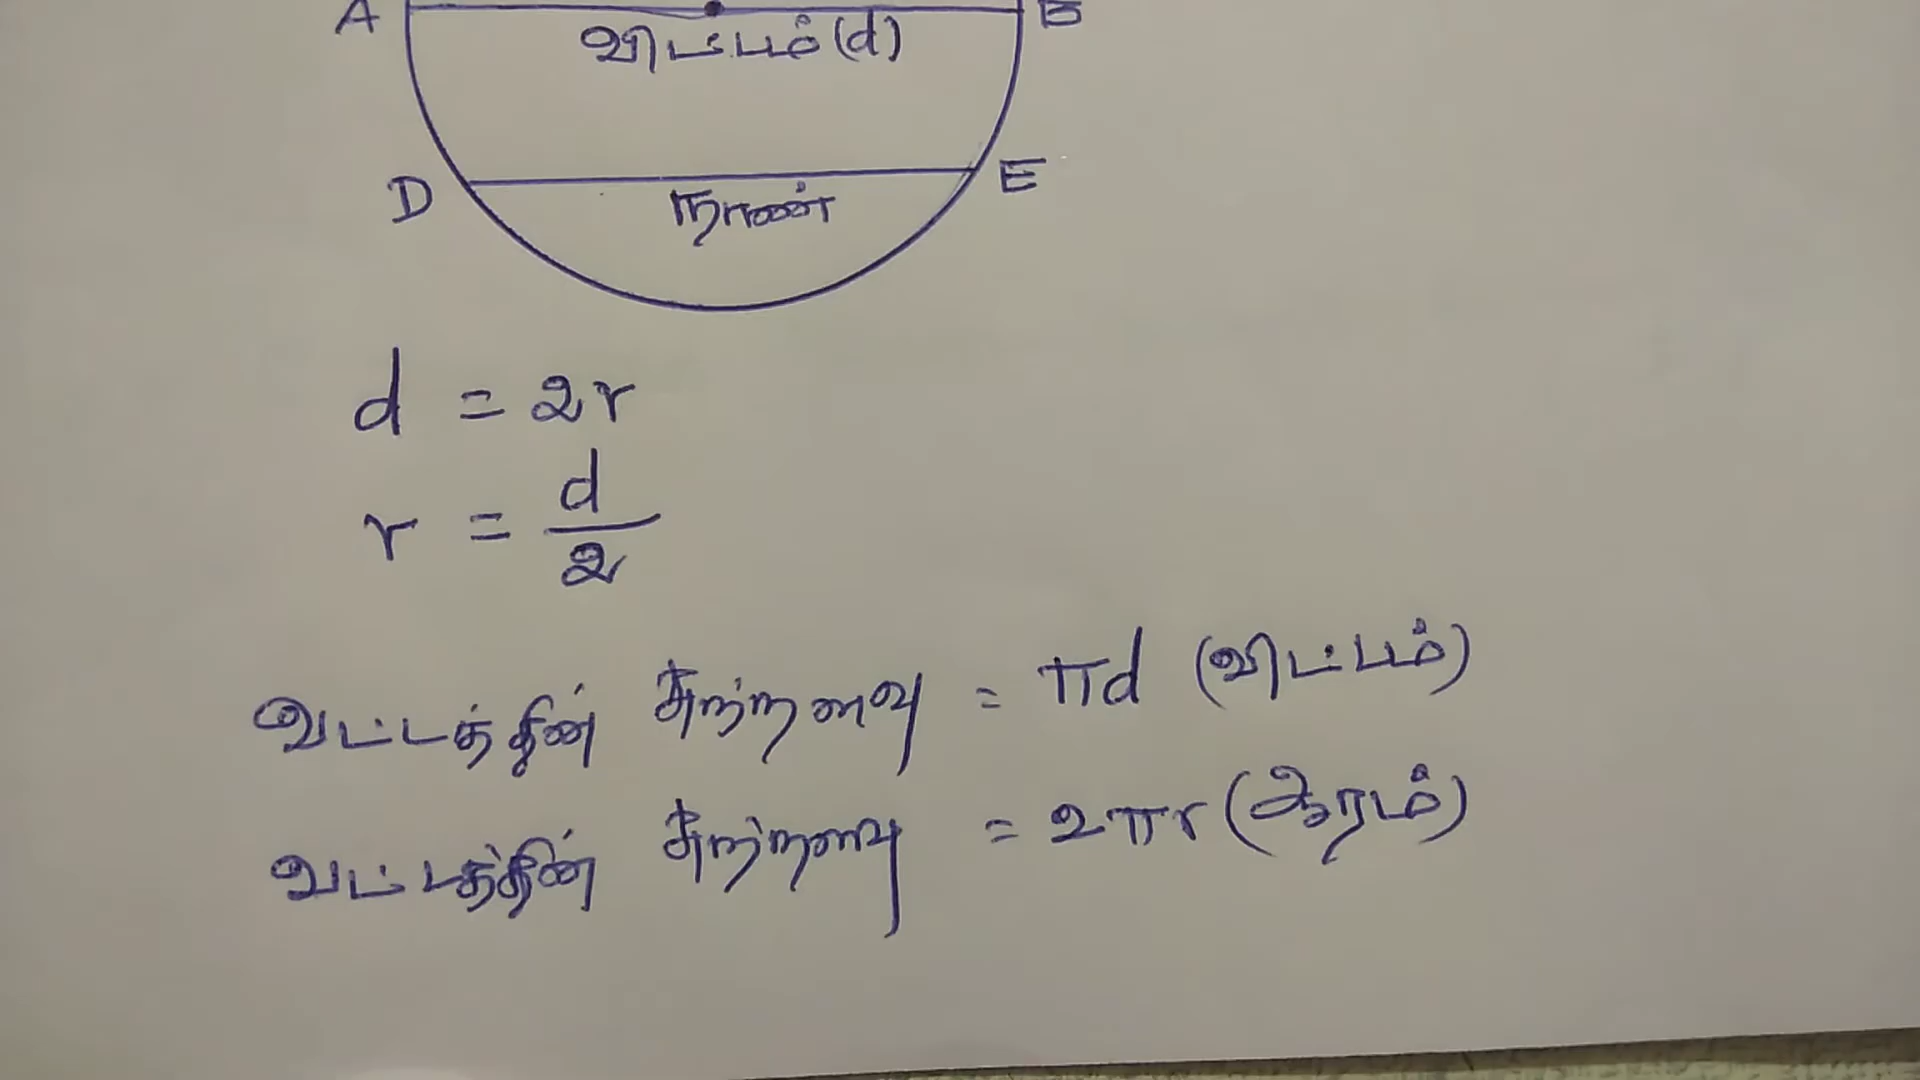 A B
விட்டம் (d)
D E
நாண்
d = 2r
r = d/2
வட்டத்தின் சுற்றளவு = πd (விட்டம்)
வட்டத்தின் சுற்றளவு = 2πr (ஆரம்)